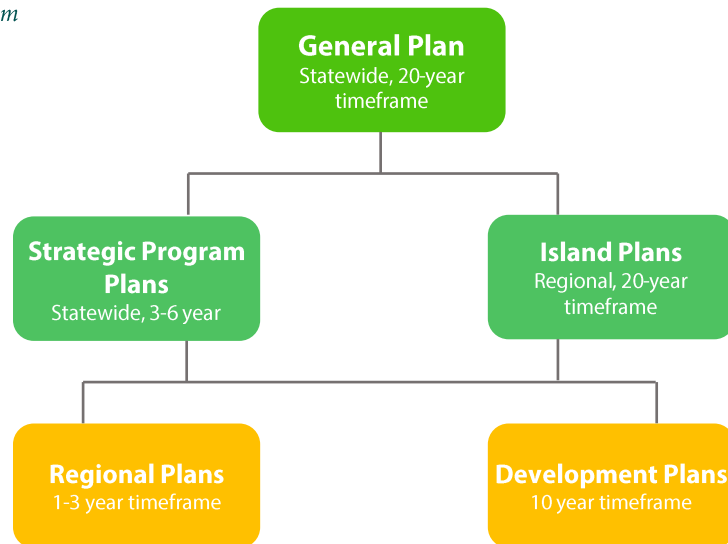 m
General Plan
Statewide, 20-year
timeframe
Strategic Program
Plans
Statewide, 3-6 year
Island Plans
Regional, 20-year
timeframe
Regional Plans
1-3 year timeframe
Development Plans
10 year timeframe